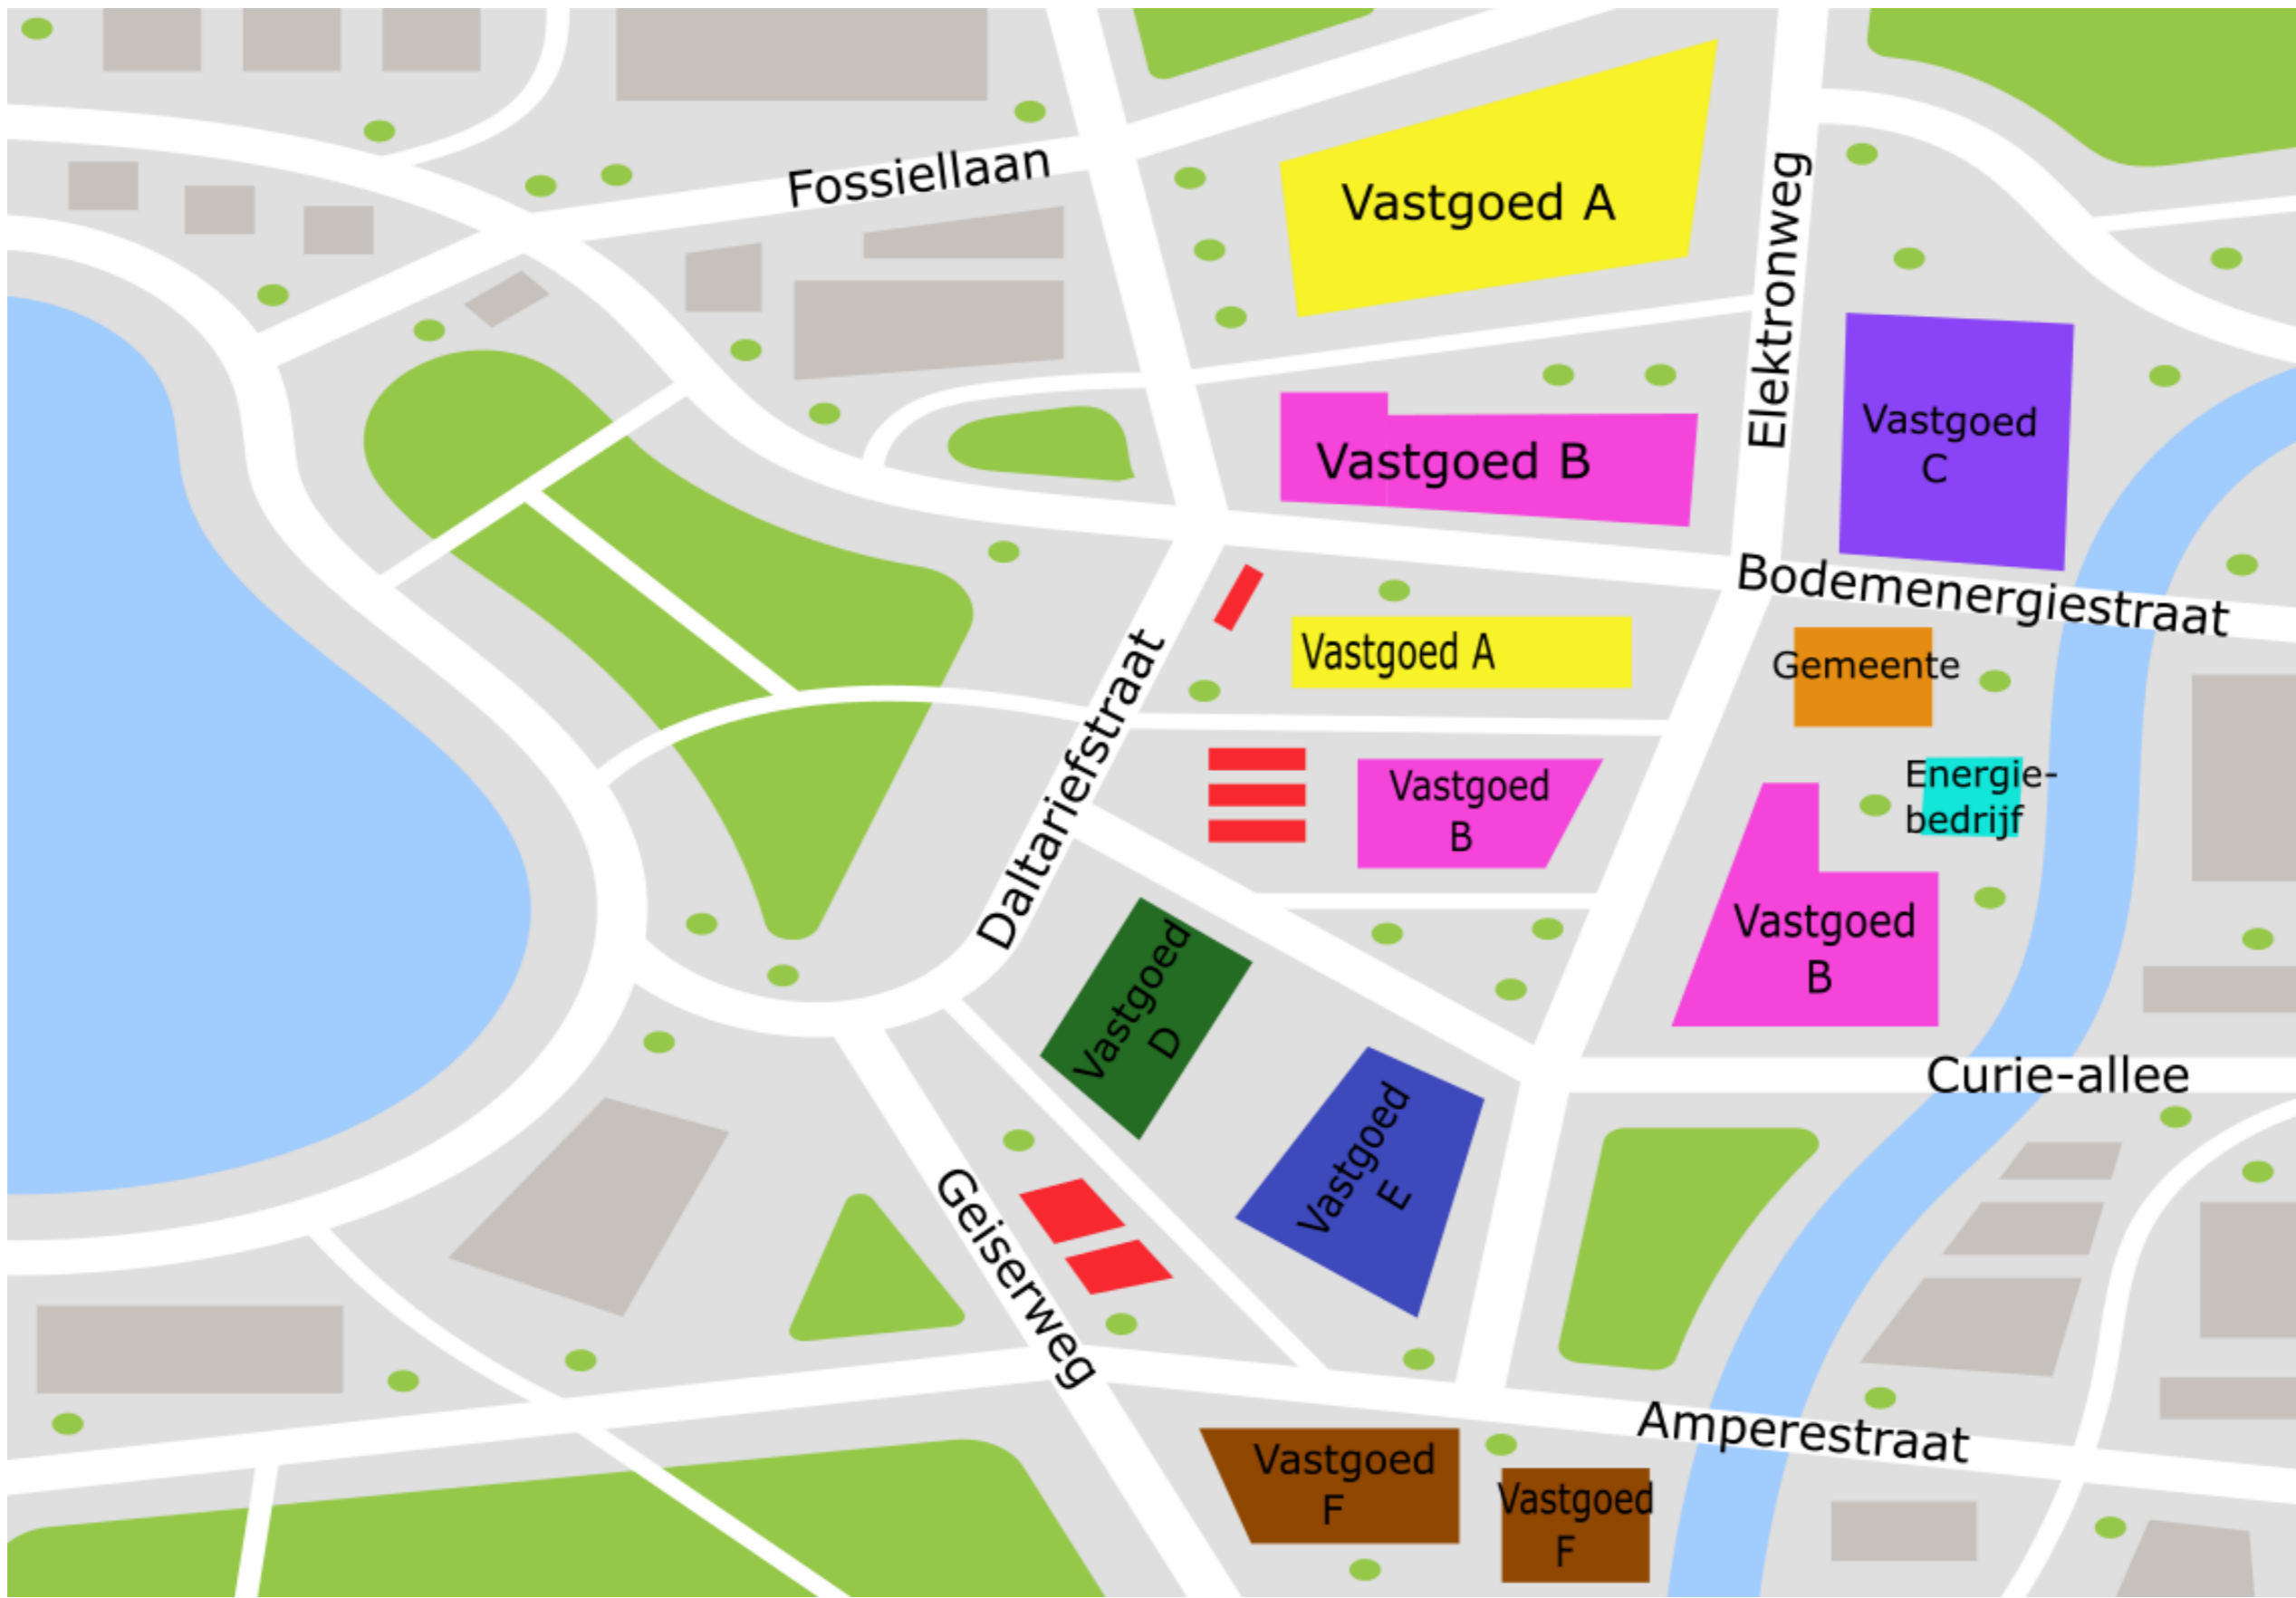 Fossiellaan
Vastgoed A
Elektronweg
Vastgoed
C
Vastgoed B
Bodemenergiestraat
Vastgoed A
Gemeente
Daltariefstraat
Vastgoed
B
Energie-
bedrijf
Vastgoed
B
Vastgoed
D
Curie-allee
Vastgoed
E
Geiserweg
Amperestraat
Vastgoed
F
Vastgoed
F